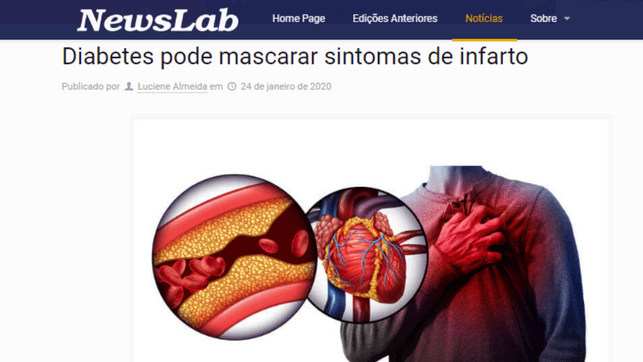 NewsLab Home Page Edições Anteriores Notícias Sobre
Diabetes pode mascarar sintomas de infarto
Publicado por Luciene Almeida em 24 de janeiro de 2020